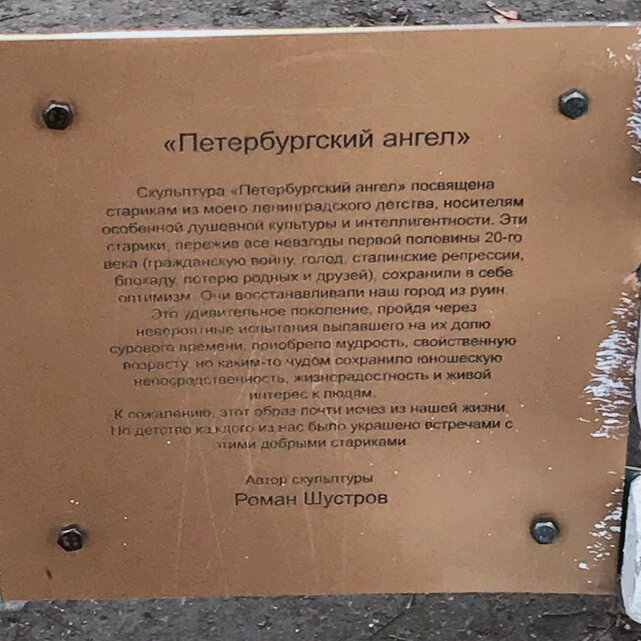 «Петербургский ангел»
Скульптура «Петербургский ангел» посвящена
старикам из моего ленинградского детства, носителям
особенной душевной культуры и интеллигентности. Эти
старики, пережив все невзгоды первой половины 20-го
века (гражданскую войну, голод, сталинские репрессии,
блокаду, потерю родных и друзей), сохранили в себе
оптимизм. Они восстанавливали наш город из руин.
Это удивительное поколение, пройдя через
невероятные испытания выпавшего на их долю
сурового времени, приобрело мудрость, свойственную
возрасту, но каким-то чудом сохранило юношескую
непосредственность, жизнерадостность и живой
интерес к людям.
К сожалению, этот образ почти исчез из нашей жизни.
Но детство каждого из нас было украшено встречами с
этими добрыми стариками.
Автор скульптуры
Роман Шустров